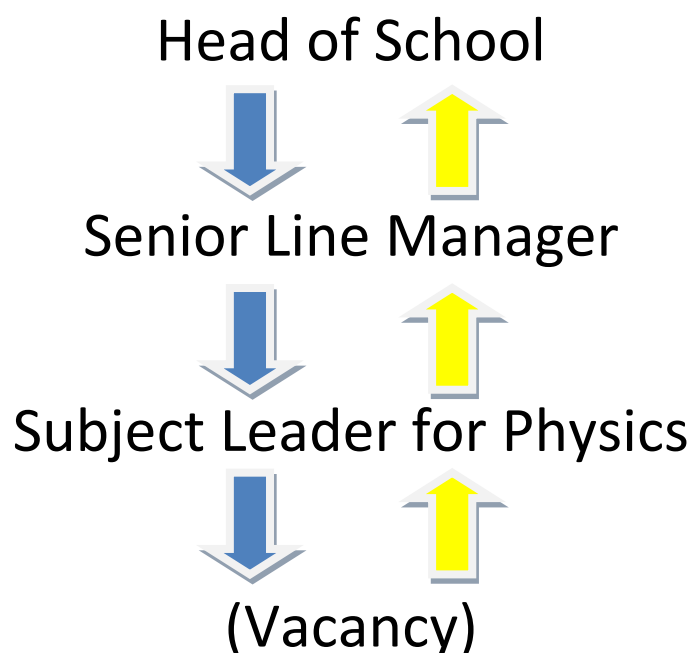 Head of School
Senior Line Manager
Subject Leader for Physics
(Vacancy)